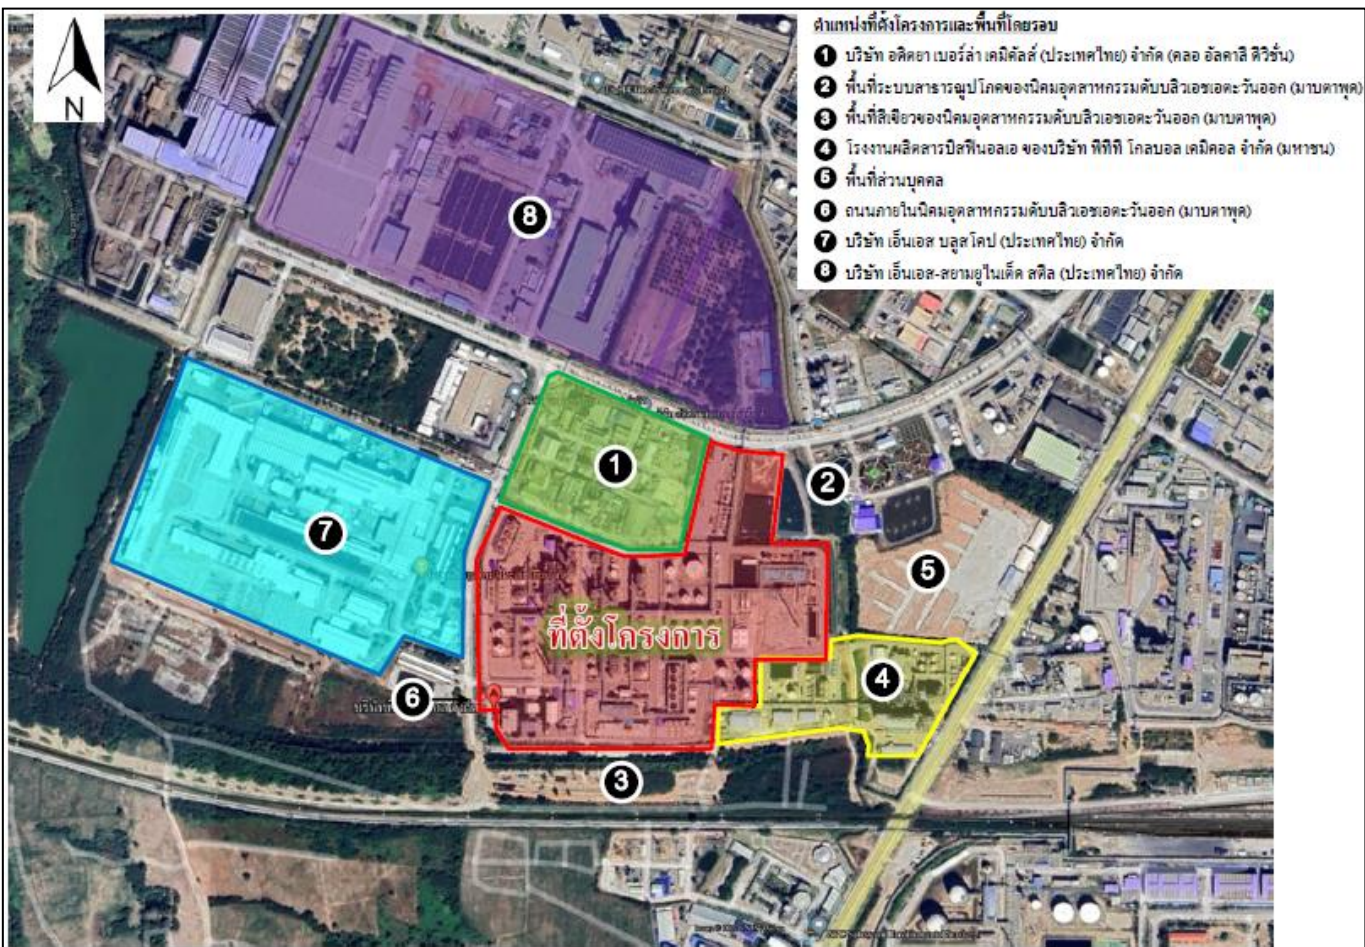 N
ตำแหน่งที่ตั้งโครงการและพื้นที่โดยรอบ
1 บริษัท อดิตยา เบอร์ล่า เคมิคัลส์ (ประเทศไทย) จำกัด (คลอ อัลคาลี ดิวิชั่น)
2 พื้นที่ระบบสาธารณูปโภคของนิคมอุตสาหกรรมดับบลิวเอชเอตะวันออก (มาบตาพุด)
3 พื้นที่สีเขียวของนิคมอุตสาหกรรมดับบลิวเอชเอตะวันออก (มาบตาพุด)
4 โรงงานผลิตสารบิสฟีนอลเอ ของบริษัท พีทีที โกลบอล เคมิคอล จำกัด (มหาชน)
5 พื้นที่ส่วนบุคคล
6 ถนนภายในนิคมอุตสาหกรรมดับบลิวเอชเอตะวันออก (มาบตาพุด)
7 บริษัท เอ็นเอส บลูสโคป (ประเทศไทย) จำกัด
8 บริษัท เอ็นเอส-สยามยูไนเต็ด สตีล (ประเทศไทย) จำกัด
8
1
2
7
5
ที่ตั้งโครงการ
4
6
3